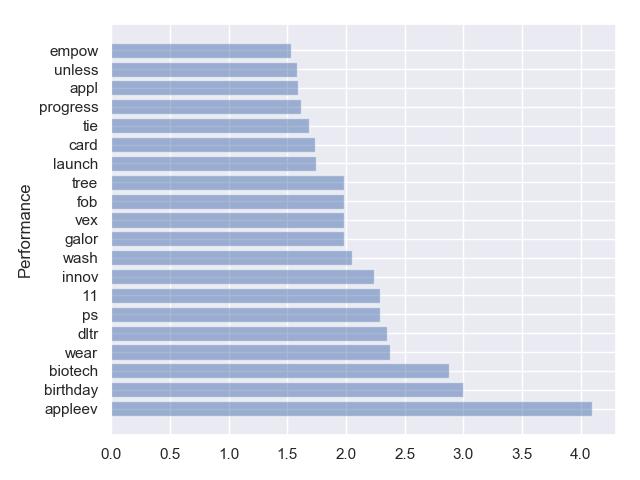 empow
unless
appl
progress
tie
card
launch
tree
fob
vex
galor
wash
innov
11
ps
dltr
wear
biotech
birthday
appleev
Performance
0.0 0.5 1.0 1.5 2.0 2.5 3.0 3.5 4.0